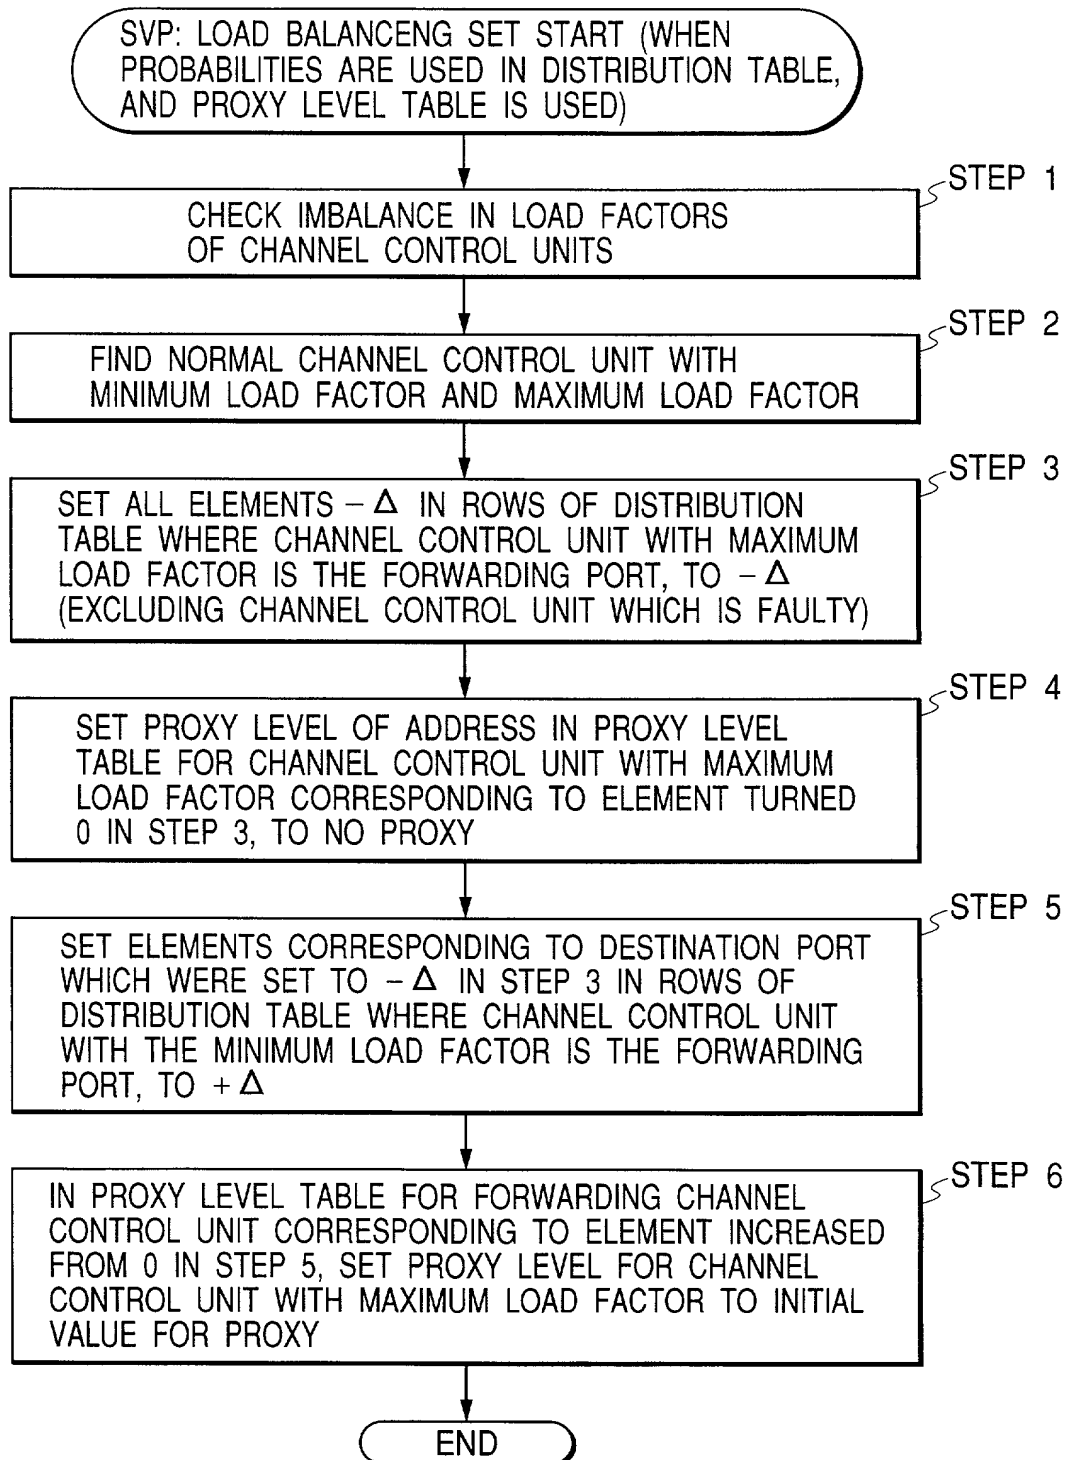 SVP: LOAD BALANCENG SET START (WHEN
PROBABILITIES ARE USED IN DISTRIBUTION TABLE,
AND PROXY LEVEL TABLE IS USED)
STEP 1
CHECK IMBALANCE IN LOAD FACTORS
OF CHANNEL CONTROL UNITS
STEP 2
FIND NORMAL CHANNEL CONTROL UNIT WITH
MINIMUM LOAD FACTOR AND MAXIMUM LOAD FACTOR
STEP 3
SET ALL ELEMENTS – Δ IN ROWS OF DISTRIBUTION
TABLE WHERE CHANNEL CONTROL UNIT WITH MAXIMUM
LOAD FACTOR IS THE FORWARDING PORT, TO – Δ
(EXCLUDING CHANNEL CONTROL UNIT WHICH IS FAULTY)
STEP 4
SET PROXY LEVEL OF ADDRESS IN PROXY LEVEL
TABLE FOR CHANNEL CONTROL UNIT WITH MAXIMUM
LOAD FACTOR CORRESPONDING TO ELEMENT TURNED
0 IN STEP 3, TO NO PROXY
STEP 5
SET ELEMENTS CORRESPONDING TO DESTINATION PORT
WHICH WERE SET TO – Δ IN STEP 3 IN ROWS OF
DISTRIBUTION TABLE WHERE CHANNEL CONTROL UNIT
WITH THE MINIMUM LOAD FACTOR IS THE FORWARDING
PORT, TO + Δ
STEP 6
IN PROXY LEVEL TABLE FOR FORWARDING CHANNEL
CONTROL UNIT CORRESPONDING TO ELEMENT INCREASED
FROM 0 IN STEP 5, SET PROXY LEVEL FOR CHANNEL
CONTROL UNIT WITH MAXIMUM LOAD FACTOR TO INITIAL
VALUE FOR PROXY
END